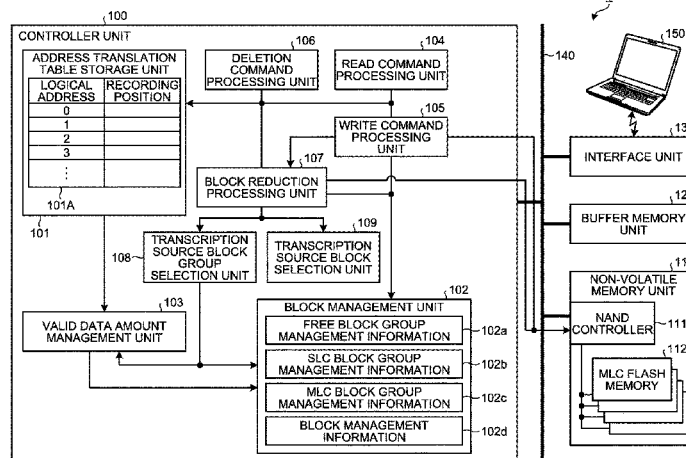 100
CONTROLLER UNIT
ADDRESS TRANSLATION
TABLE STORAGE UNIT
LOGICAL
ADDRESS
RECORDING
POSITION
0
1
2
3
101A
101
106
DELETION
COMMAND
PROCESSING UNIT
104
READ COMMAND
PROCESSING UNIT
105
WRITE COMMAND
PROCESSING
UNIT
107
BLOCK REDUCTION
PROCESSING UNIT
108
TRANSCRIPTION
SOURCE BLOCK
GROUP
SELECTION UNIT
109
TRANSCRIPTION
SOURCE BLOCK
SELECTION UNIT
103
VALID DATA AMOUNT
MANAGEMENT UNIT
102
BLOCK MANAGEMENT UNIT
FREE BLOCK GROUP
MANAGEMENT INFORMATION
102a
SLC BLOCK GROUP
MANAGEMENT INFORMATION
102b
MLC BLOCK GROUP
MANAGEMENT INFORMATION
102c
BLOCK
MANAGEMENT
INFORMATION
102d
140
150
INTERFACE UNIT
BUFFER MEMORY
UNIT
NON-VOLATILE
MEMORY UNIT
NAND
CONTROLLER
111
112
MLC FLASH
MEMORY